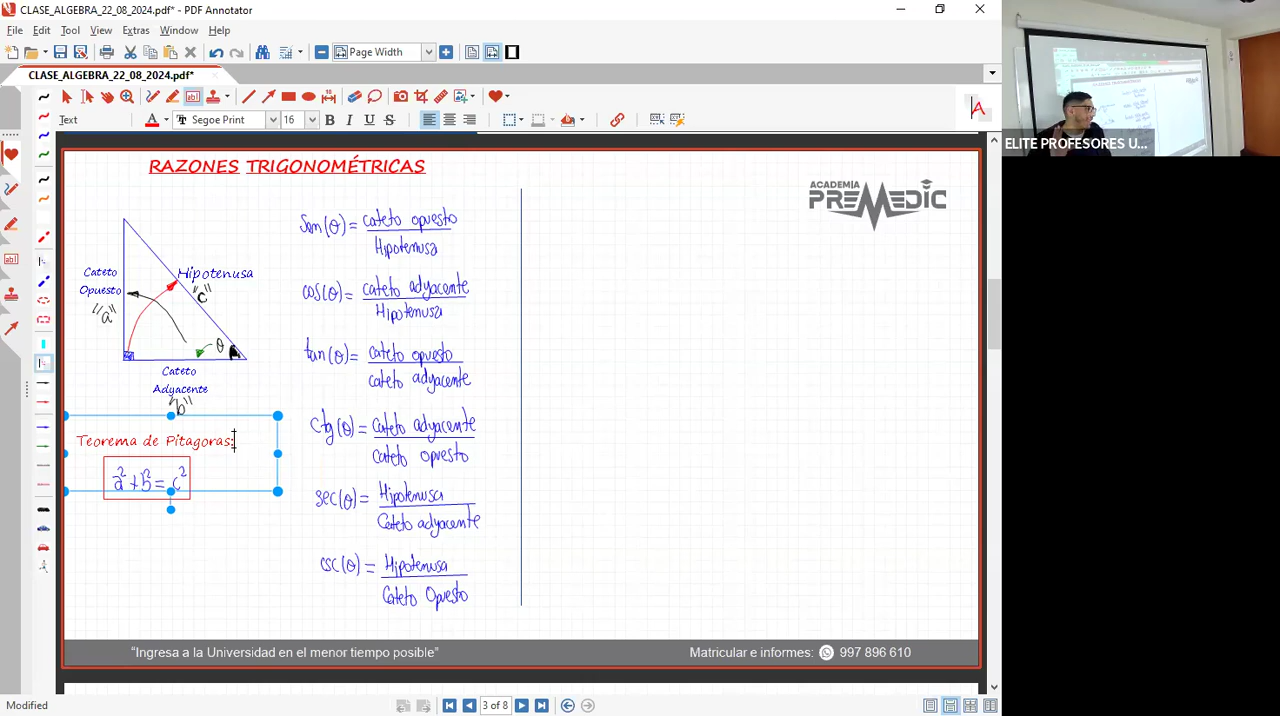 CLASE_ALGEBRA_22_08_2024.pdf* - PDF Annotator
File Edit Tool View Extras Window Help
Page Width
CLASE_ALGEBRA_22_08_2024.pdf*
Text
Segoe Print
16
ELITE PROFESORES U...
RAZONES TRIGONOMÉTRICAS
ACADEMIA
PREMEDIC
Cateto
Opuesto
"a"
Hipotenusa
"c"
θ
Cateto
Adyacente
"b"
Teorema de Pitagoras:
a² + b² = c²
Sen(θ) = cateto opuesto
Hipotenusa
cos(θ) = cateto adyacente
Hipotenusa
tan(θ) = cateto opuesto
cateto adyacente
ctg(θ) = Cateto adyacente
Cateto opuesto
sec(θ) = Hipotenusa
Cateto adyacente
csc(θ) = Hipotenusa
Cateto Opuesto
"Ingresa a la Universidad en el menor tiempo posible"
Matricular e informes: 997 896 610
Modified
3 of 8